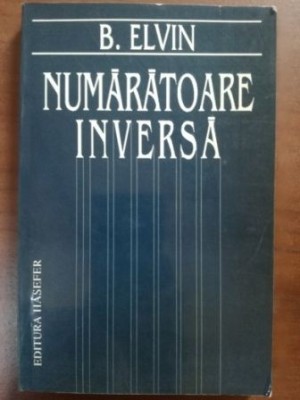 B. ELVIN
NUMĂRĂTOARE
INVERSĂ
EDITURA HASEFER